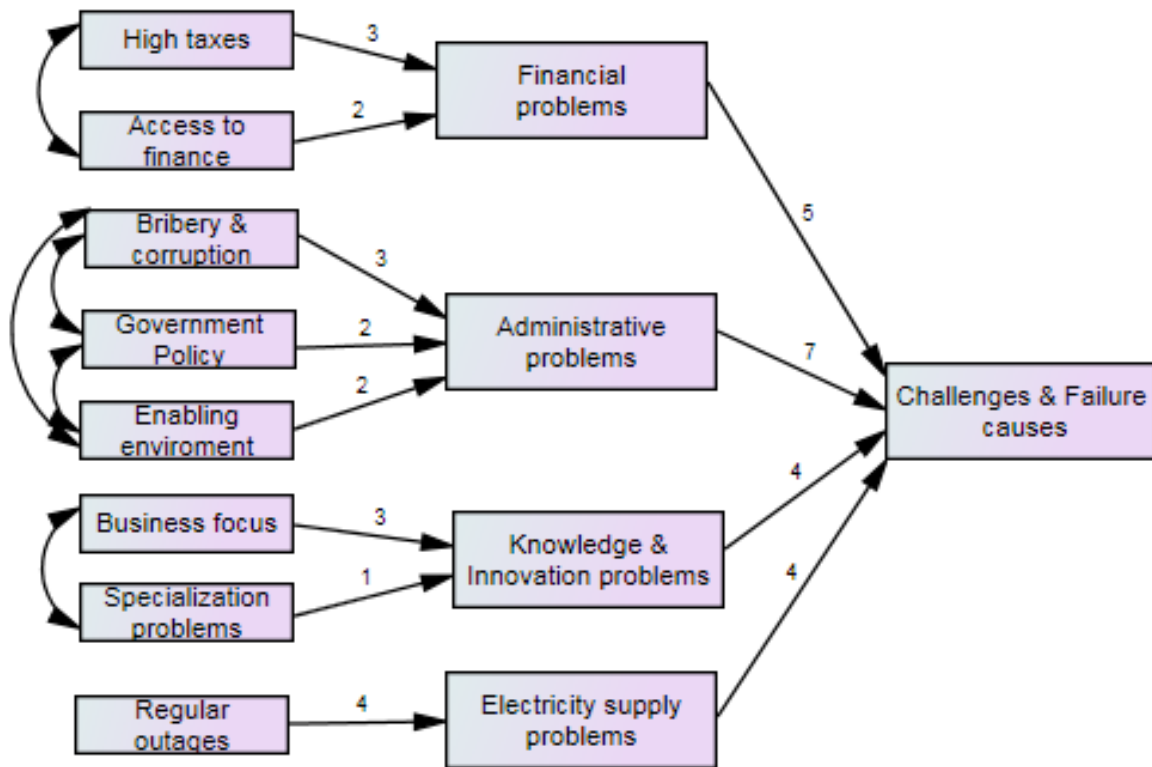 High taxes
3
Financial
problems
Access to
finance
2
5
Bribery &
corruption
3
Government
Policy
2
Administrative
problems
7
Enabling
enviroment
2
Challenges & Failure
causes
Business focus
3
Knowledge &
Innovation problems
4
Specialization
problems
1
4
Regular
outages
4
Electricity supply
problems